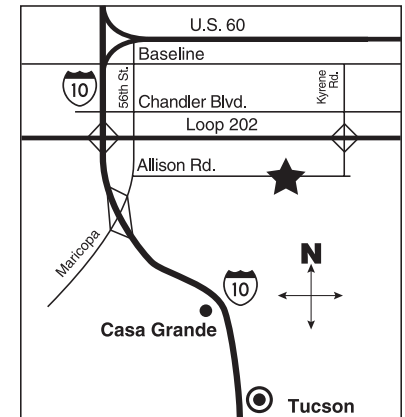 U.S. 60
Baseline
10
56th St.
Kyrene
Rd.
Chandler Blvd.
Loop 202
Allison Rd.
Maricopa
N
10
Casa Grande
Tucson